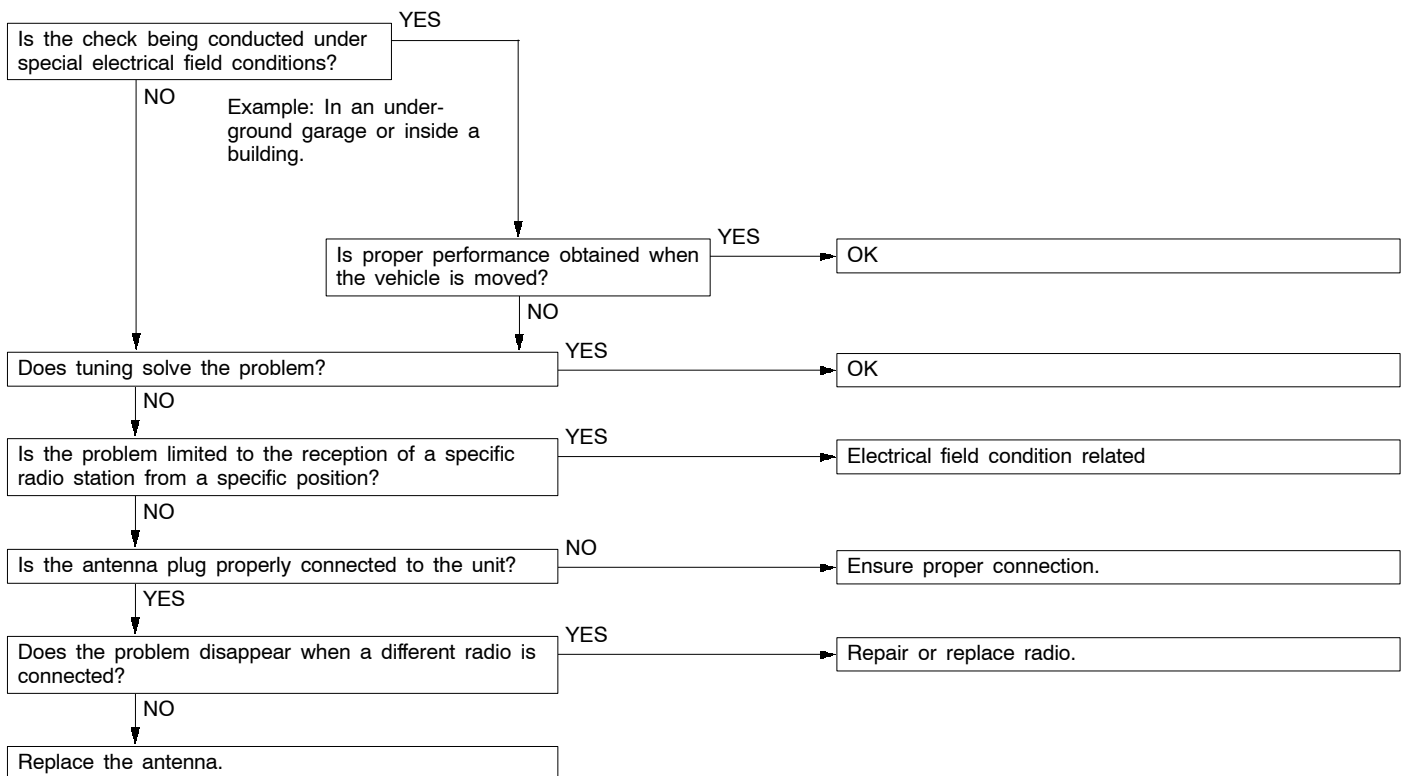 YES
Is the check being conducted under
special electrical field conditions?
NO
Example: In an under-
ground garage or inside a
building.
YES
Is proper performance obtained when
the vehicle is moved?
OK
NO
YES
Does tuning solve the problem?
OK
NO
YES
Is the problem limited to the reception of a specific
radio station from a specific position?
Electrical field condition related
NO
NO
Is the antenna plug properly connected to the unit?
Ensure proper connection.
YES
YES
Does the problem disappear when a different radio is
connected?
Repair or replace radio.
NO
Replace the antenna.